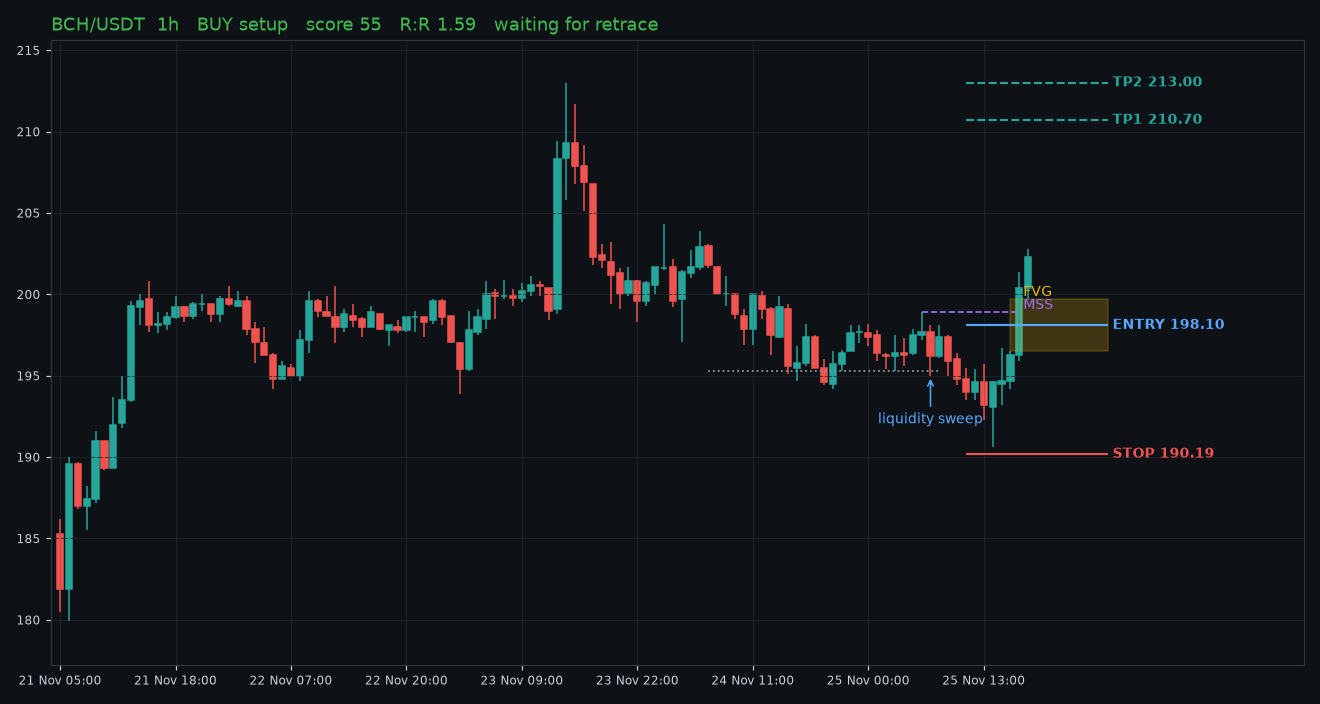 BCH/USDT 1h BUY setup score 55 R:R 1.59 waiting for retrace
215
210
205
200
195
190
185
180
TP2 213.00
TP1 210.70
FVG
MSS
ENTRY 198.10
liquidity sweep
STOP 190.19
21 Nov 05:00
21 Nov 18:00
22 Nov 07:00
22 Nov 20:00
23 Nov 09:00
23 Nov 22:00
24 Nov 11:00
25 Nov 00:00
25 Nov 13:00